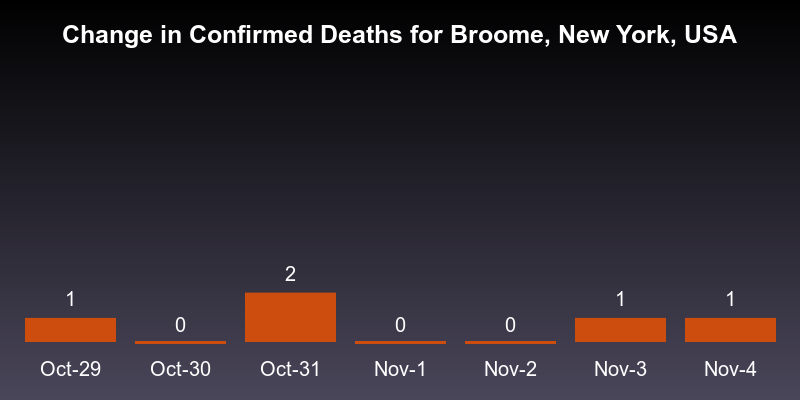 Change in Confirmed Deaths for Broome, New York, USA
1 0 2 0 0 1 1
Oct-29 Oct-30 Oct-31 Nov-1 Nov-2 Nov-3 Nov-4